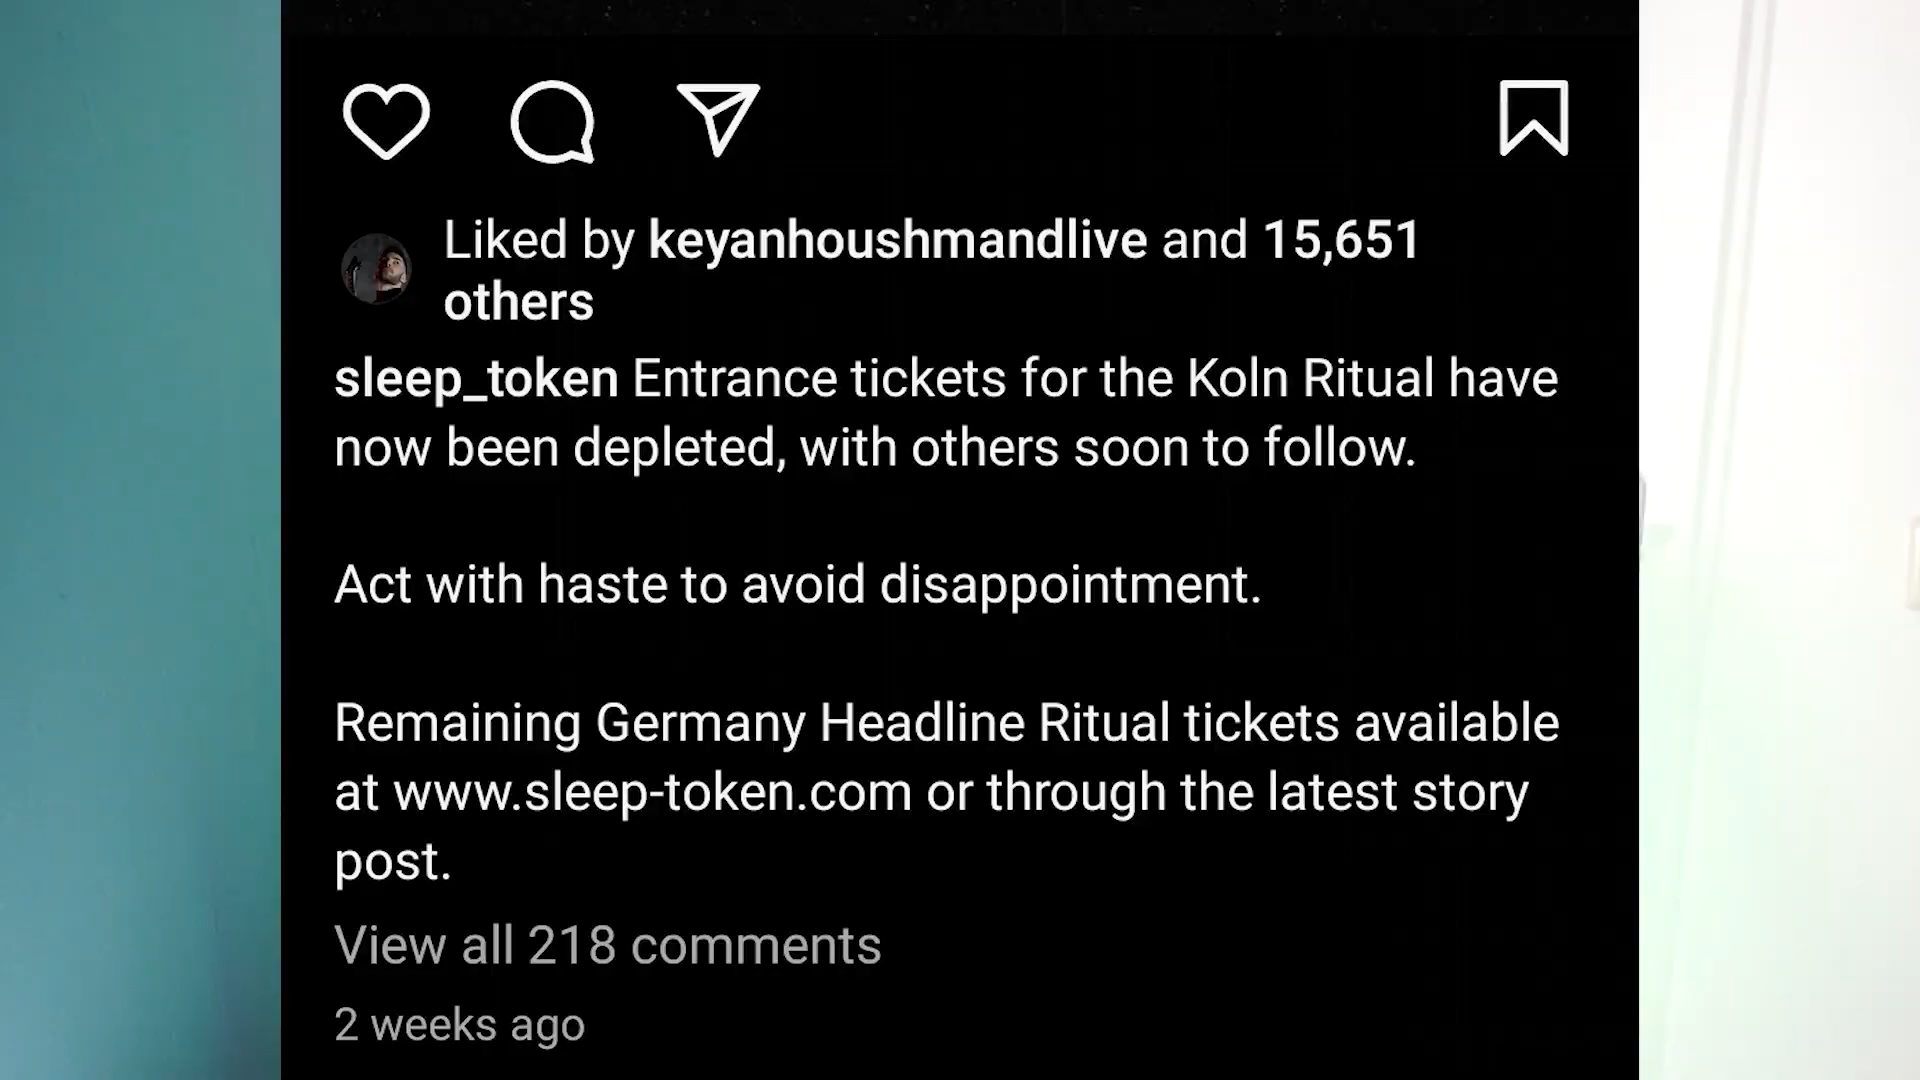 Liked by keyanhoushmandlive and 15,651
others
sleep_token Entrance tickets for the Koln Ritual have
now been depleted, with others soon to follow.
Act with haste to avoid disappointment.
Remaining Germany Headline Ritual tickets available
at www.sleep-token.com or through the latest story
post.
View all 218 comments
2 weeks ago